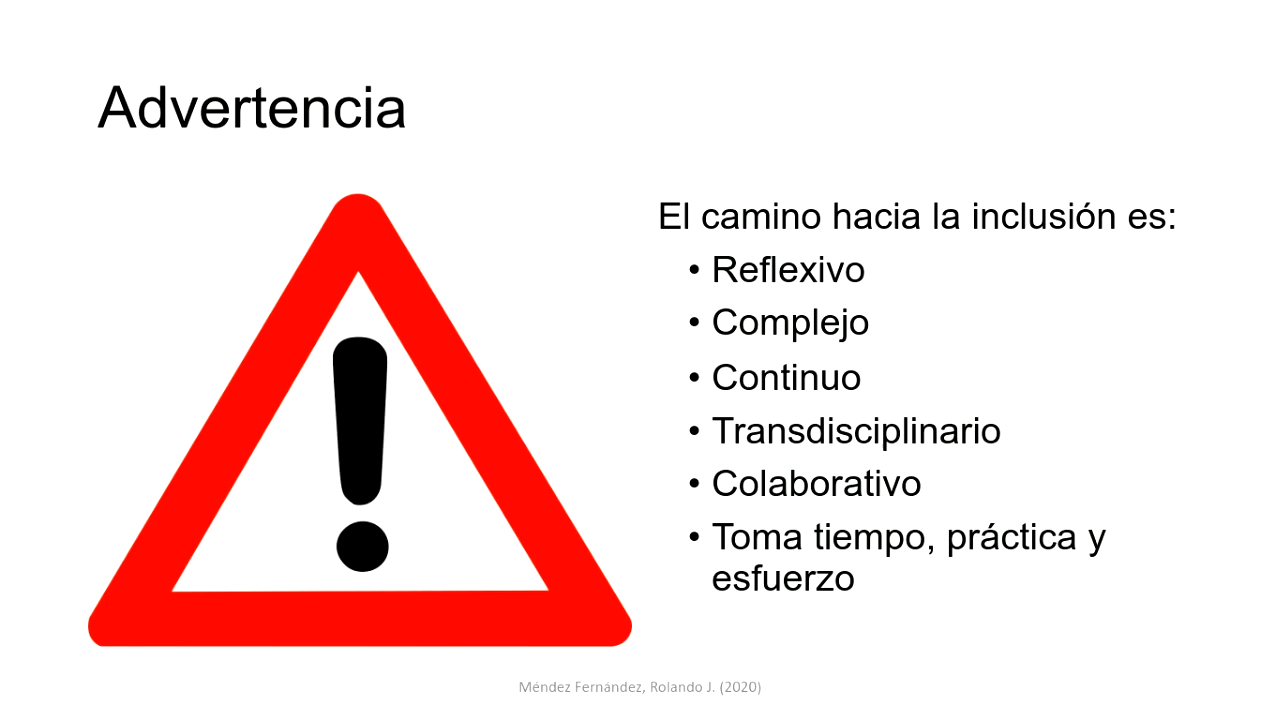 Advertencia
El camino hacia la inclusión es:
• Reflexivo
• Complejo
• Continuo
• Transdisciplinario
• Colaborativo
• Toma tiempo, práctica y
esfuerzo
Méndez Fernández, Rolando J. (2020)